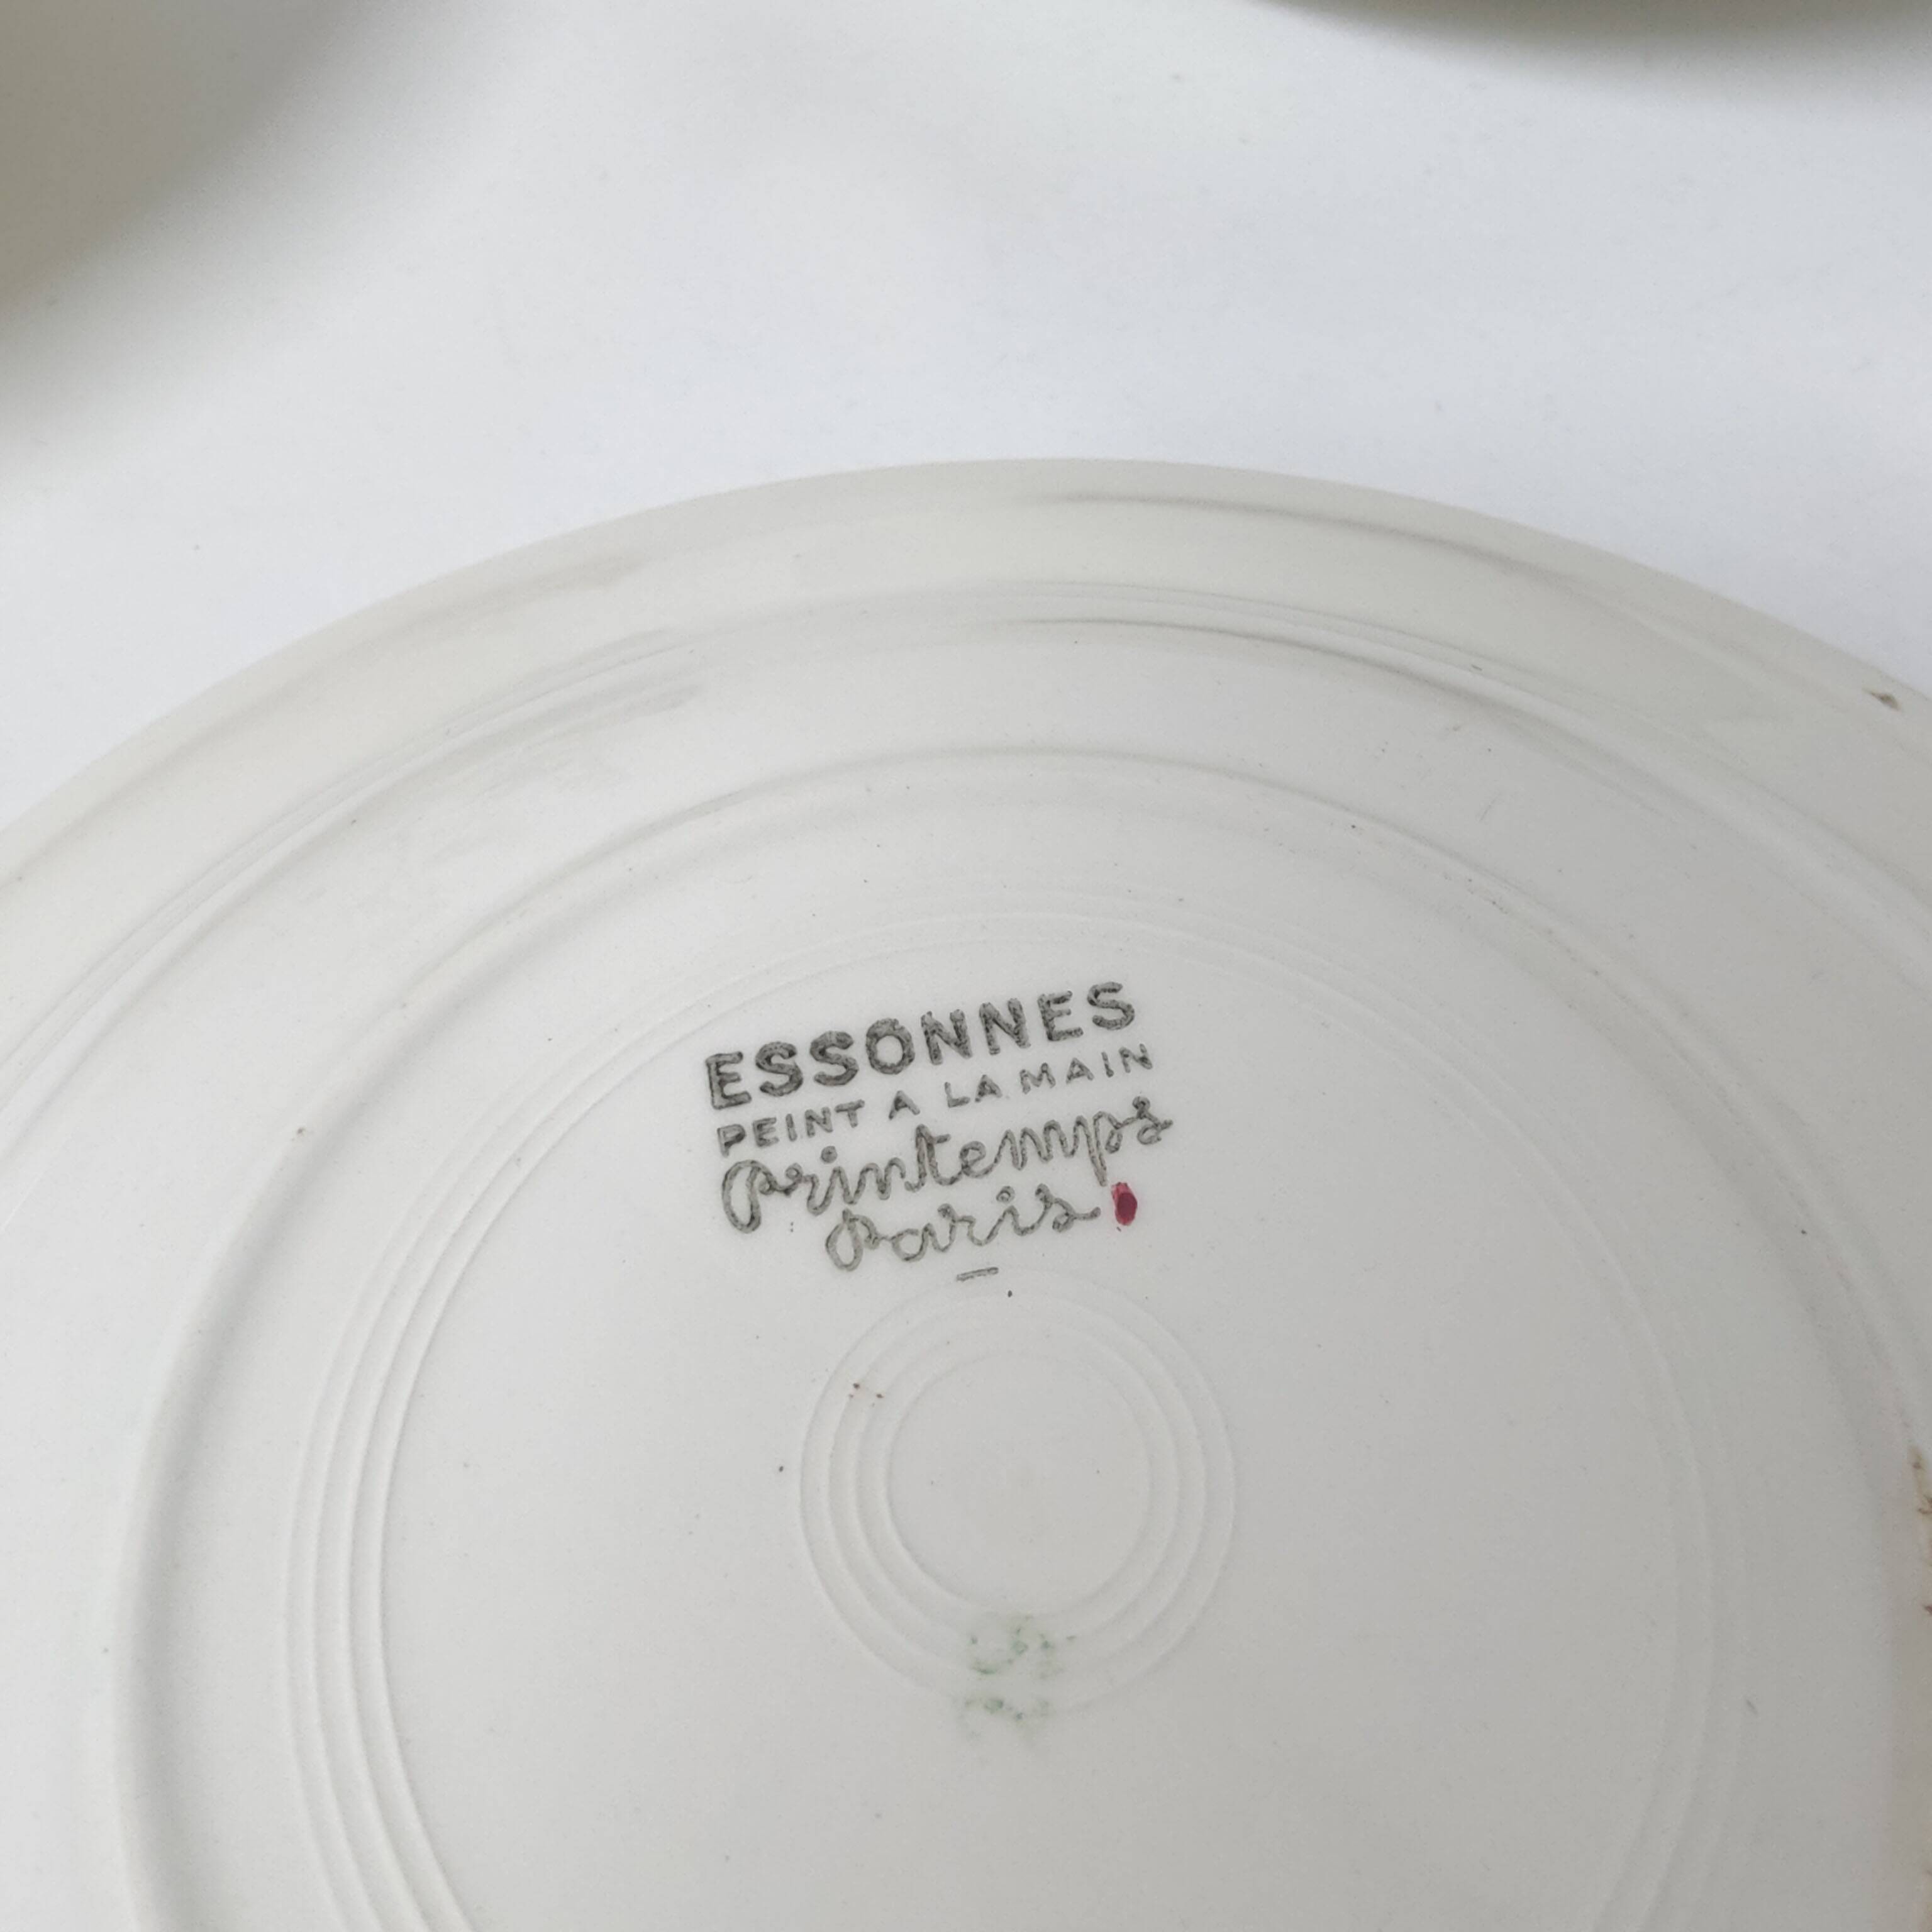 ESSONNES
PEINT A LA MAIN
Printemps
Paris